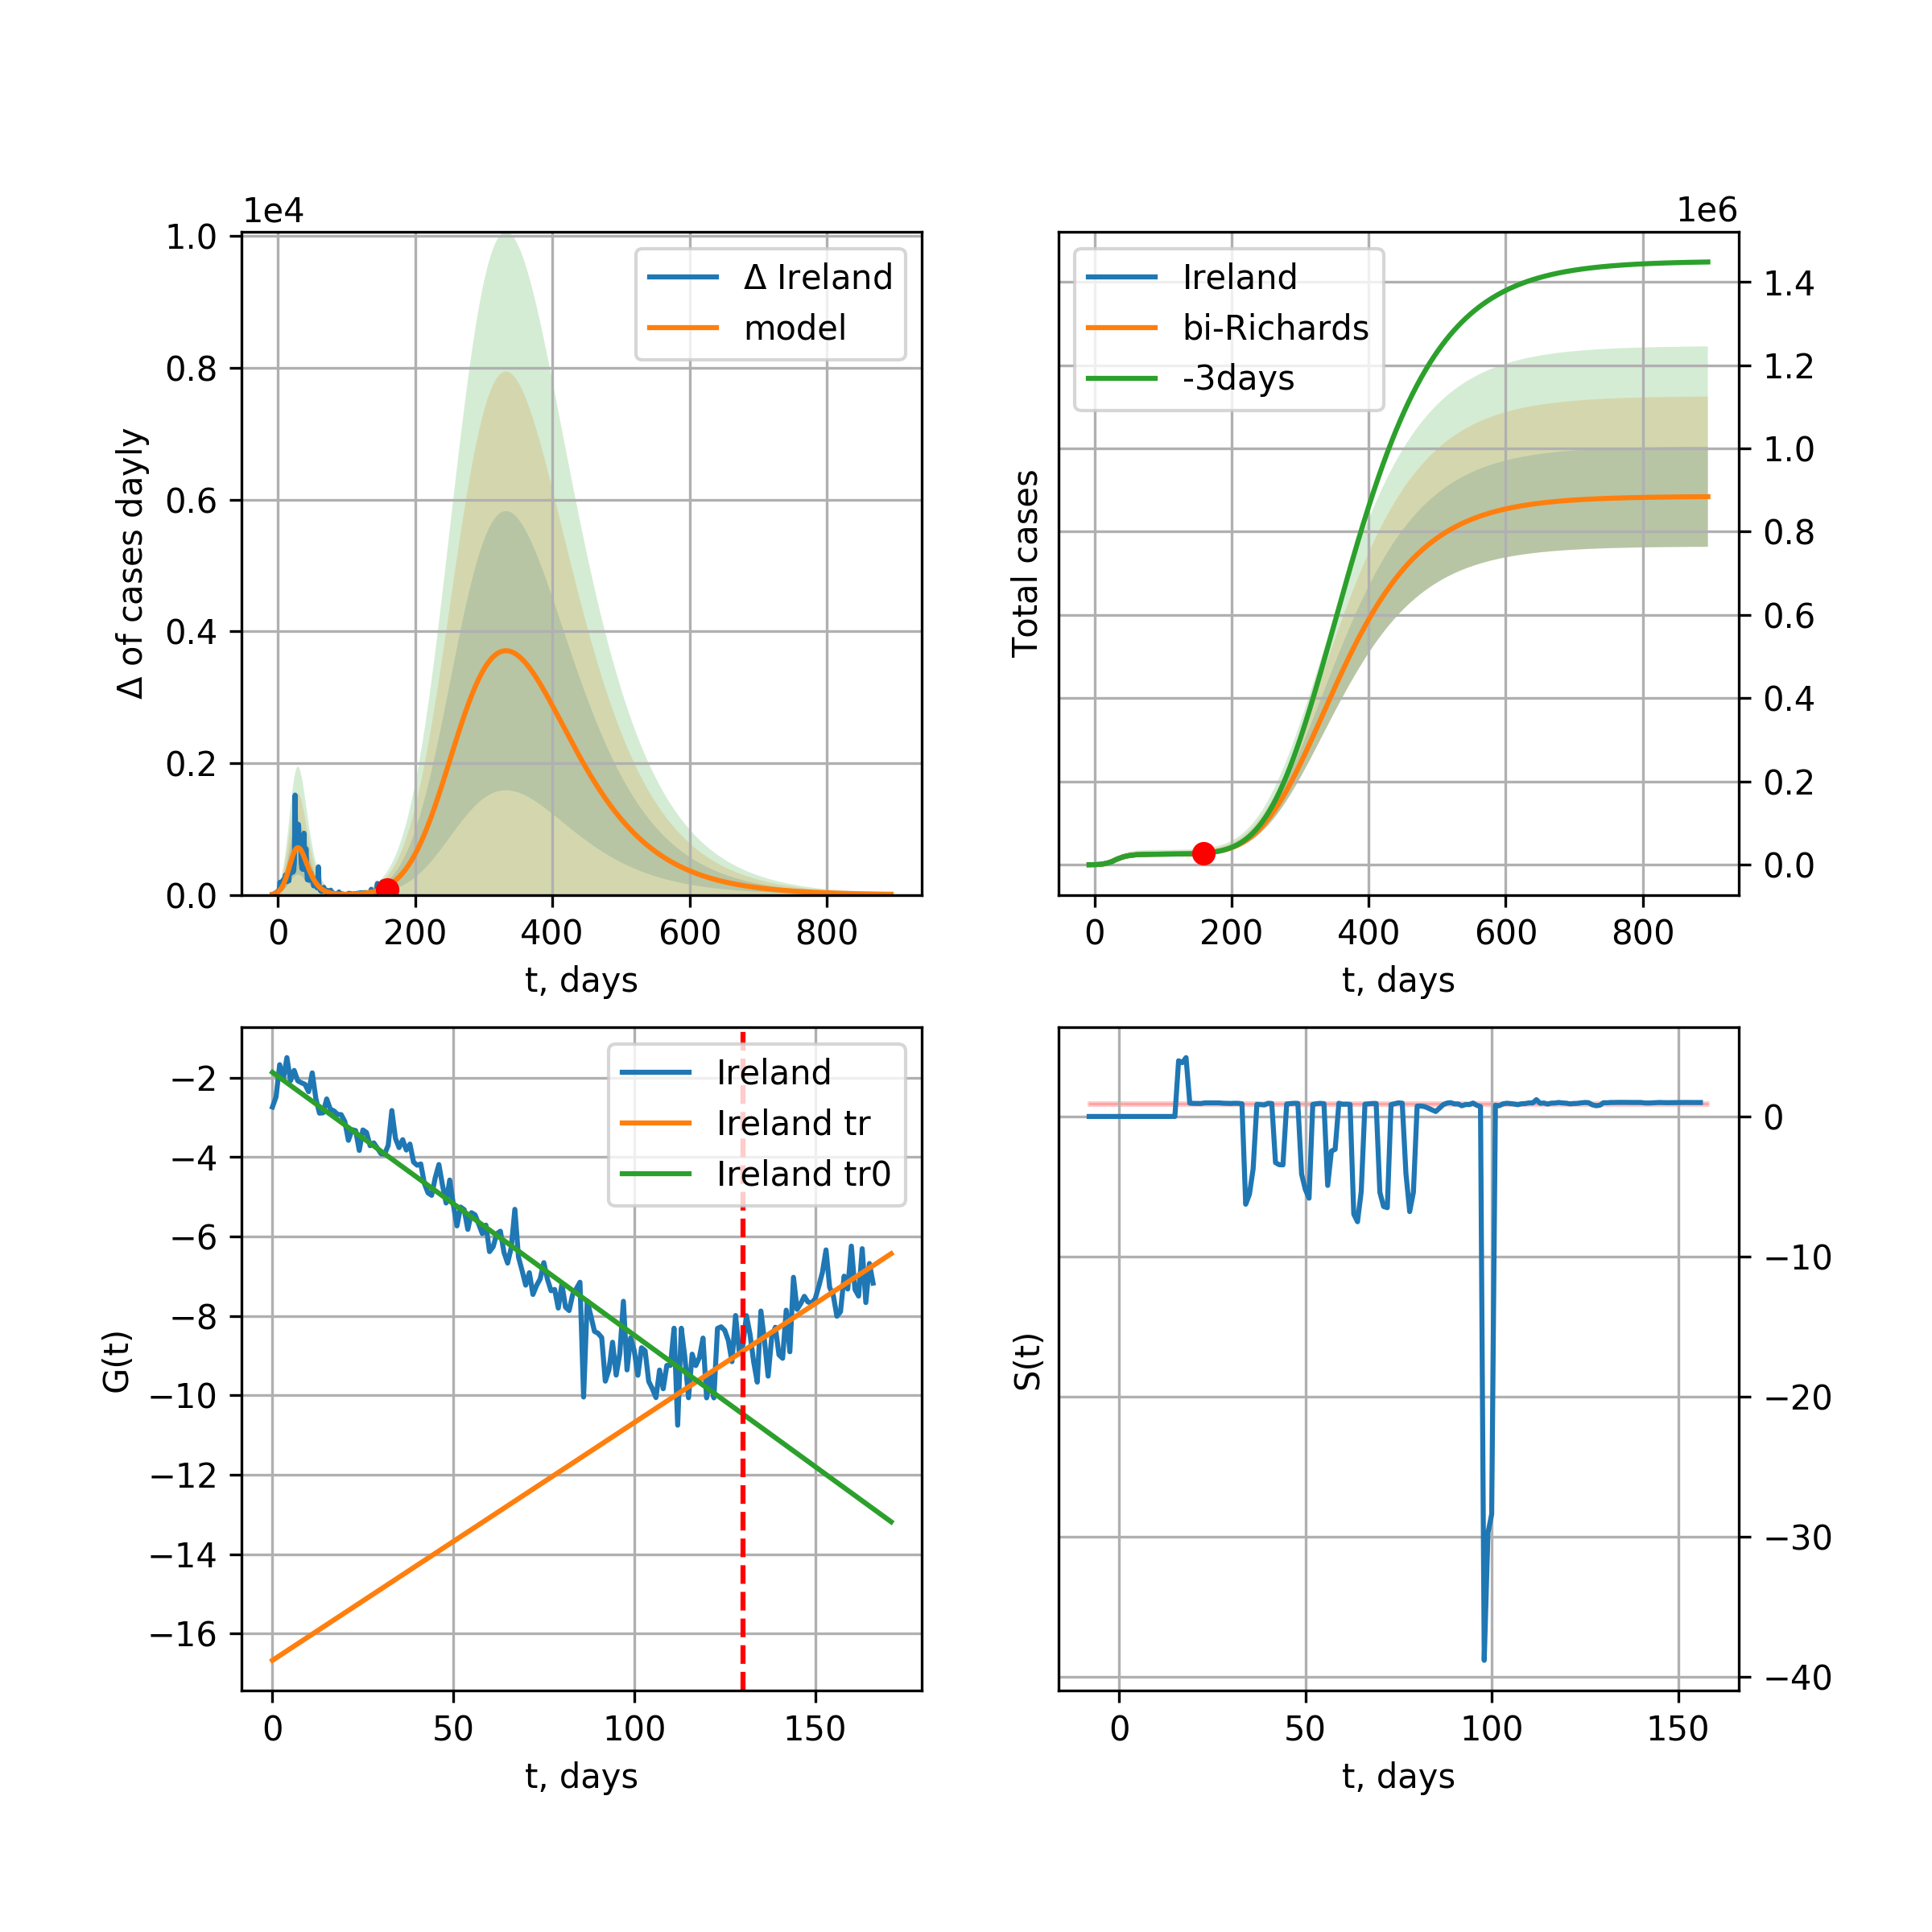 1e4
1.0
0.8
0.6
0.4
0.2
0.0
Δ of cases dayly
Δ Ireland
model
0 200 400 600 800
t, days
1e6
Total cases
Ireland
bi-Richards
-3days
1.4
1.2
1.0
0.8
0.6
0.4
0.2
0.0
0 200 400 600 800
t, days
−2
−4
−6
−8
−10
−12
−14
−16
G(t)
Ireland
Ireland tr
Ireland tr0
0 50 100 150
t, days
S(t)
0
−10
−20
−30
−40
0 50 100 150
t, days